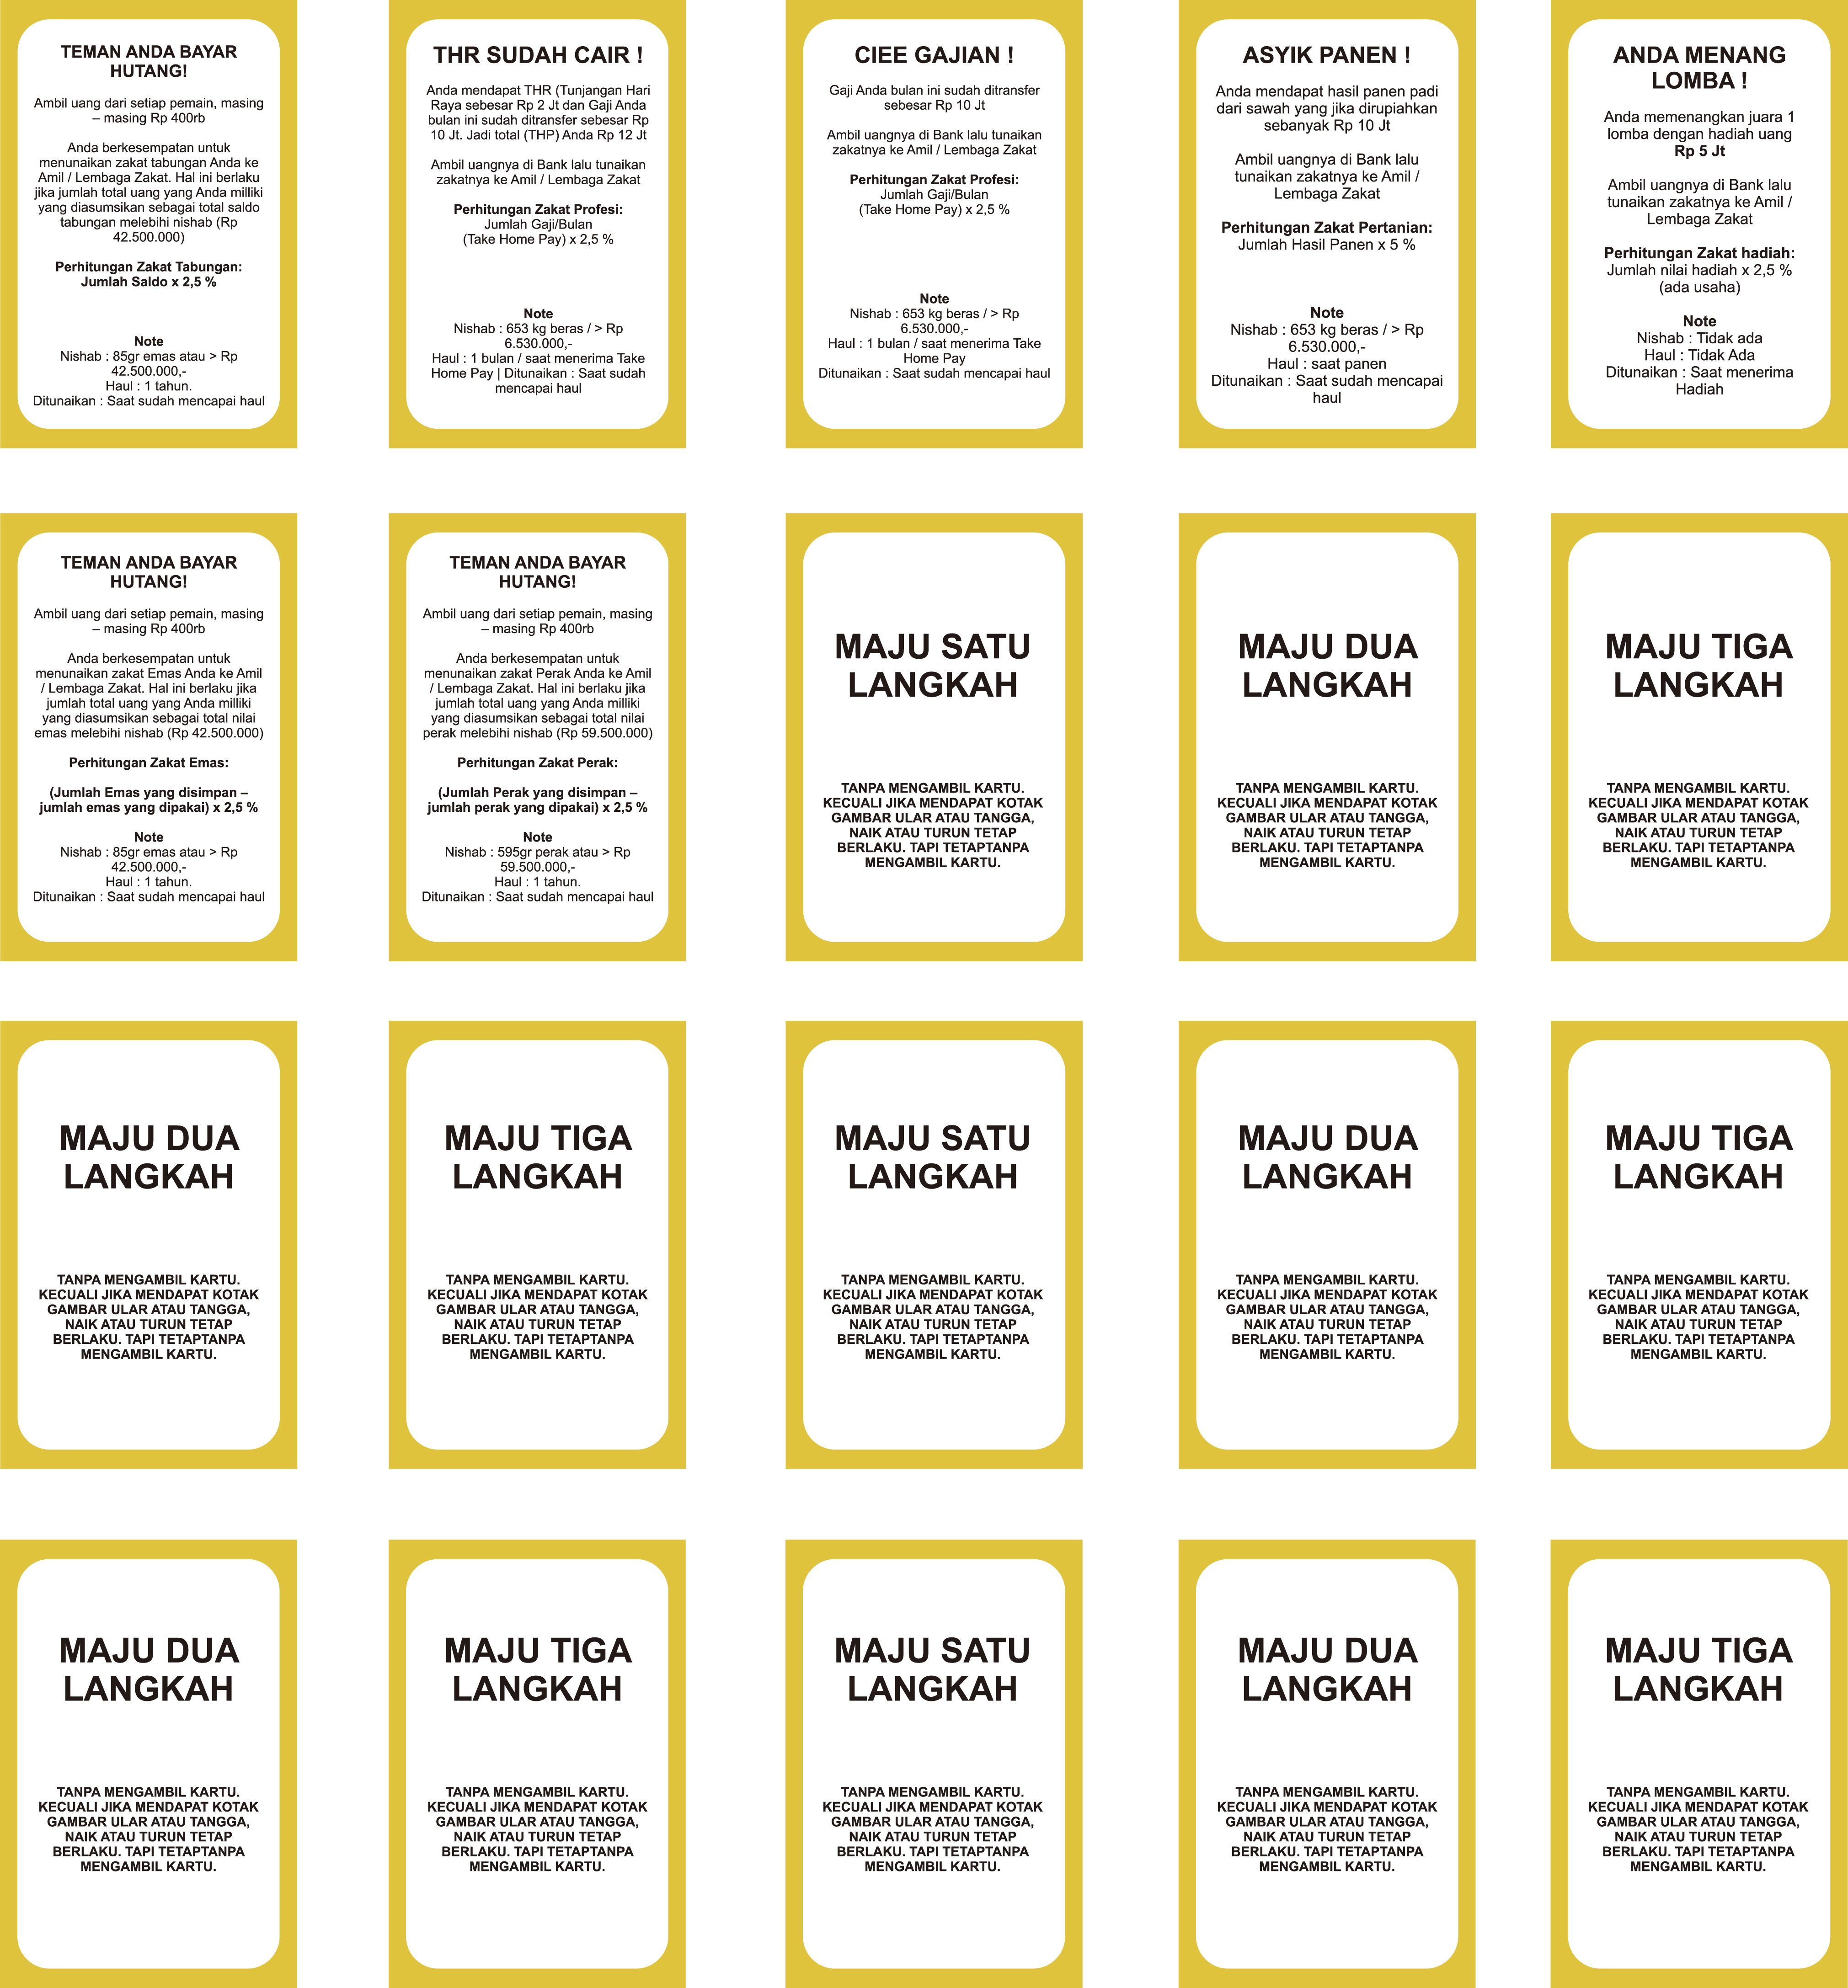 TEMAN ANDA BAYAR
HUTANG!
Ambil uang dari setiap pemain, masing
– masing Rp 400rb
Anda berkesempatan untuk
menunaikan zakat tabungan Anda ke
Amil / Lembaga Zakat. Hal ini berlaku
jika jumlah total uang yang Anda milliki
yang diasumsikan sebagai total saldo
tabungan melebihi nishab (Rp
42.500.000)
Perhitungan Zakat Tabungan:
Jumlah Saldo x 2,5 %
Note
Nishab : 85gr emas atau > Rp
42.500.000,-
Haul : 1 tahun.
Ditunaikan : Saat sudah mencapai haul
THR SUDAH CAIR !
Anda mendapat THR (Tunjangan Hari
Raya sebesar Rp 2 Jt dan Gaji Anda
bulan ini sudah ditransfer sebesar Rp
10 Jt. Jadi total (THP) Anda Rp 12 Jt
Ambil uangnya di Bank lalu tunaikan
zakatnya ke Amil / Lembaga Zakat
Perhitungan Zakat Profesi:
Jumlah Gaji/Bulan
(Take Home Pay) x 2,5 %
Note
Nishab : 653 kg beras / > Rp
6.530.000,-
Haul : 1 bulan / saat menerima Take
Home Pay | Ditunaikan : Saat sudah
mencapai haul
CIEE GAJIAN !
Gaji Anda bulan ini sudah ditransfer
sebesar Rp 10 Jt
Ambil uangnya di Bank lalu tunaikan
zakatnya ke Amil / Lembaga Zakat
Perhitungan Zakat Profesi:
Jumlah Gaji/Bulan
(Take Home Pay) x 2,5 %
Note
Nishab : 653 kg beras / > Rp
6.530.000,-
Haul : 1 bulan / saat menerima Take
Home Pay
Ditunaikan : Saat sudah mencapai haul
ASYIK PANEN !
Anda mendapat hasil panen padi
dari sawah yang jika dirupiahkan
sebanyak Rp 10 Jt
Ambil uangnya di Bank lalu
tunaikan zakatnya ke Amil /
Lembaga Zakat
Perhitungan Zakat Pertanian:
Jumlah Hasil Panen x 5 %
Note
Nishab : 653 kg beras / > Rp
6.530.000,-
Haul : saat panen
Ditunaikan : Saat sudah mencapai
haul
ANDA MENANG
LOMBA !
Anda memenangkan juara 1
lomba dengan hadiah uang
Rp 5 Jt
Ambil uangnya di Bank lalu
tunaikan zakatnya ke Amil /
Lembaga Zakat
Perhitungan Zakat hadiah:
Jumlah nilai hadiah x 2,5 %
(ada usaha)
Note
Nishab : Tidak ada
Haul : Tidak Ada
Ditunaikan : Saat menerima
Hadiah
TEMAN ANDA BAYAR
HUTANG!
Ambil uang dari setiap pemain, masing
– masing Rp 400rb
Anda berkesempatan untuk
menunaikan zakat Emas Anda ke Amil
/ Lembaga Zakat. Hal ini berlaku jika
jumlah total uang yang Anda milliki
yang diasumsikan sebagai total nilai
emas melebihi nishab (Rp 42.500.000)
Perhitungan Zakat Emas:
(Jumlah Emas yang disimpan –
jumlah emas yang dipakai) x 2,5 %
Note
Nishab : 85gr emas atau > Rp
42.500.000,-
Haul : 1 tahun.
Ditunaikan : Saat sudah mencapai haul
TEMAN ANDA BAYAR
HUTANG!
Ambil uang dari setiap pemain, masing
– masing Rp 400rb
Anda berkesempatan untuk
menunaikan zakat Perak Anda ke Amil
/ Lembaga Zakat. Hal ini berlaku jika
jumlah total uang yang Anda milliki
yang diasumsikan sebagai total nilai
perak melebihi nishab (Rp 59.500.000)
Perhitungan Zakat Perak:
(Jumlah Perak yang disimpan –
jumlah perak yang dipakai) x 2,5 %
Note
Nishab : 595gr perak atau > Rp
59.500.000,-
Haul : 1 tahun.
Ditunaikan : Saat sudah mencapai haul
MAJU SATU
LANGKAH
TANPA MENGAMBIL KARTU.
KECUALI JIKA MENDAPAT KOTAK
GAMBAR ULAR ATAU TANGGA,
NAIK ATAU TURUN TETAP
BERLAKU. TAPI TETAPTANPA
MENGAMBIL KARTU.
MAJU DUA
LANGKAH
TANPA MENGAMBIL KARTU.
KECUALI JIKA MENDAPAT KOTAK
GAMBAR ULAR ATAU TANGGA,
NAIK ATAU TURUN TETAP
BERLAKU. TAPI TETAPTANPA
MENGAMBIL KARTU.
MAJU TIGA
LANGKAH
TANPA MENGAMBIL KARTU.
KECUALI JIKA MENDAPAT KOTAK
GAMBAR ULAR ATAU TANGGA,
NAIK ATAU TURUN TETAP
BERLAKU. TAPI TETAPTANPA
MENGAMBIL KARTU.
MAJU DUA
LANGKAH
TANPA MENGAMBIL KARTU.
KECUALI JIKA MENDAPAT KOTAK
GAMBAR ULAR ATAU TANGGA,
NAIK ATAU TURUN TETAP
BERLAKU. TAPI TETAPTANPA
MENGAMBIL KARTU.
MAJU TIGA
LANGKAH
TANPA MENGAMBIL KARTU.
KECUALI JIKA MENDAPAT KOTAK
GAMBAR ULAR ATAU TANGGA,
NAIK ATAU TURUN TETAP
BERLAKU. TAPI TETAPTANPA
MENGAMBIL KARTU.
MAJU SATU
LANGKAH
TANPA MENGAMBIL KARTU.
KECUALI JIKA MENDAPAT KOTAK
GAMBAR ULAR ATAU TANGGA,
NAIK ATAU TURUN TETAP
BERLAKU. TAPI TETAPTANPA
MENGAMBIL KARTU.
MAJU DUA
LANGKAH
TANPA MENGAMBIL KARTU.
KECUALI JIKA MENDAPAT KOTAK
GAMBAR ULAR ATAU TANGGA,
NAIK ATAU TURUN TETAP
BERLAKU. TAPI TETAPTANPA
MENGAMBIL KARTU.
MAJU TIGA
LANGKAH
TANPA MENGAMBIL KARTU.
KECUALI JIKA MENDAPAT KOTAK
GAMBAR ULAR ATAU TANGGA,
NAIK ATAU TURUN TETAP
BERLAKU. TAPI TETAPTANPA
MENGAMBIL KARTU.
MAJU DUA
LANGKAH
TANPA MENGAMBIL KARTU.
KECUALI JIKA MENDAPAT KOTAK
GAMBAR ULAR ATAU TANGGA,
NAIK ATAU TURUN TETAP
BERLAKU. TAPI TETAPTANPA
MENGAMBIL KARTU.
MAJU TIGA
LANGKAH
TANPA MENGAMBIL KARTU.
KECUALI JIKA MENDAPAT KOTAK
GAMBAR ULAR ATAU TANGGA,
NAIK ATAU TURUN TETAP
BERLAKU. TAPI TETAPTANPA
MENGAMBIL KARTU.
MAJU SATU
LANGKAH
TANPA MENGAMBIL KARTU.
KECUALI JIKA MENDAPAT KOTAK
GAMBAR ULAR ATAU TANGGA,
NAIK ATAU TURUN TETAP
BERLAKU. TAPI TETAPTANPA
MENGAMBIL KARTU.
MAJU DUA
LANGKAH
TANPA MENGAMBIL KARTU.
KECUALI JIKA MENDAPAT KOTAK
GAMBAR ULAR ATAU TANGGA,
NAIK ATAU TURUN TETAP
BERLAKU. TAPI TETAPTANPA
MENGAMBIL KARTU.
MAJU TIGA
LANGKAH
TANPA MENGAMBIL KARTU.
KECUALI JIKA MENDAPAT KOTAK
GAMBAR ULAR ATAU TANGGA,
NAIK ATAU TURUN TETAP
BERLAKU. TAPI TETAPTANPA
MENGAMBIL KARTU.